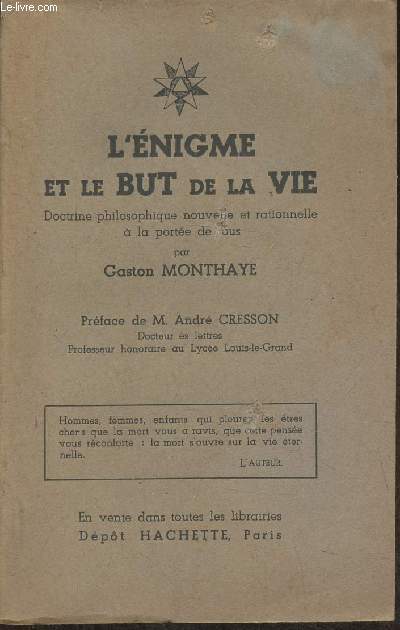 Le-livre.com
L'ÉNIGME
ET LE BUT DE LA VIE
Doctrine philosophique nouvelle et rationnelle
à la portée de tous
par
Gaston MONTHAYE
Préface de M. André CRESSON
Docteur ès lettres
Professeur honoraire au Lycée Louis-le-Grand
Hommes, femmes, enfants qui pleurez les êtres
chers que la mort vous a ravis, que cette pensée
vous réconforte : la mort s'ouvre sur la vie éter-
nelle.
L'AUTEUR.
En vente dans toutes les librairies
Dépôt HACHETTE, Paris